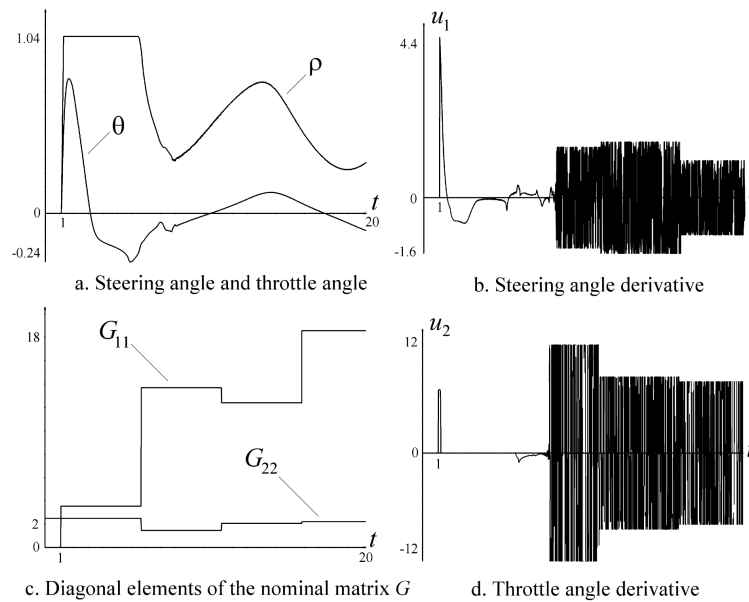 1.04
ρ
θ
t
0
1
20
-0.24
a. Steering angle and throttle angle
u1
4.4
0
1
-1.6
b. Steering angle derivative
18
G11
G22
2
0
1
t
20
c. Diagonal elements of the nominal matrix G
u2
12
0
1
t
-12
d. Throttle angle derivative